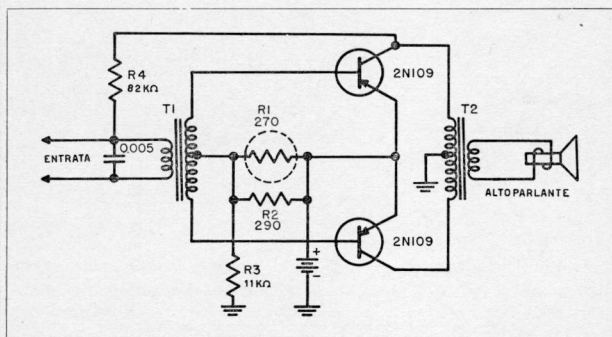 R4
82KΩ
T1
R1
270
2N109
T2
0,005
ENTRATA
ALTOPARLANTE
R2
290
2N109
R3
11KΩ
+
-